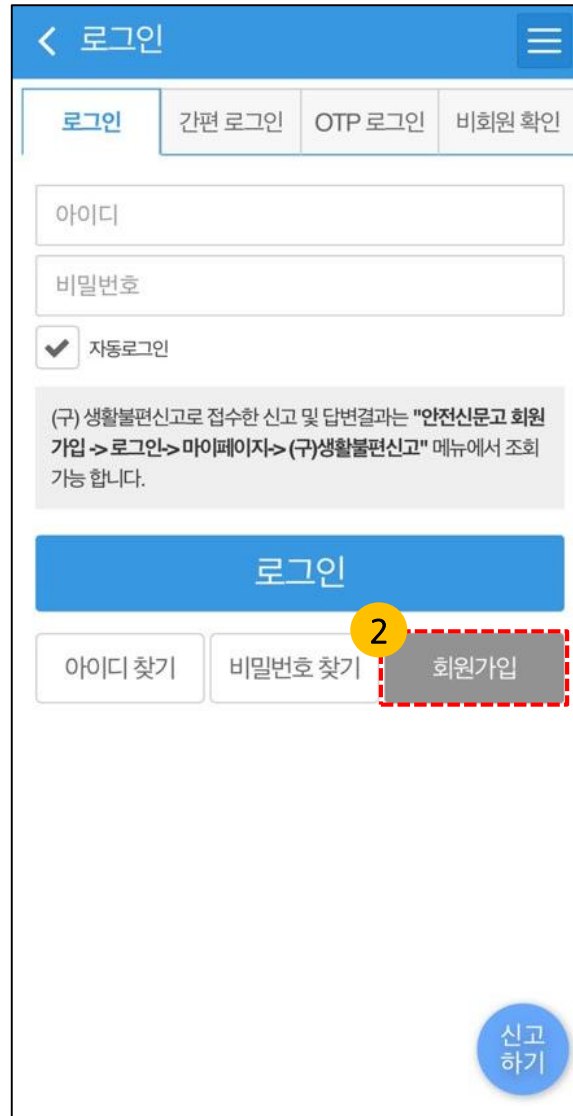 로그인
로그인 간편 로그인 OTP 로그인 비회원 확인
아이디
비밀번호
자동로그인
(구) 생활불편신고로 접수한 신고 및 답변결과는 "안전신문고 회원
가입 -> 로그인-> 마이페이지-> (구)생활불편신고" 메뉴에서 조회
가능 합니다.
로그인
2
아이디 찾기 비밀번호 찾기 회원가입
신고
하기